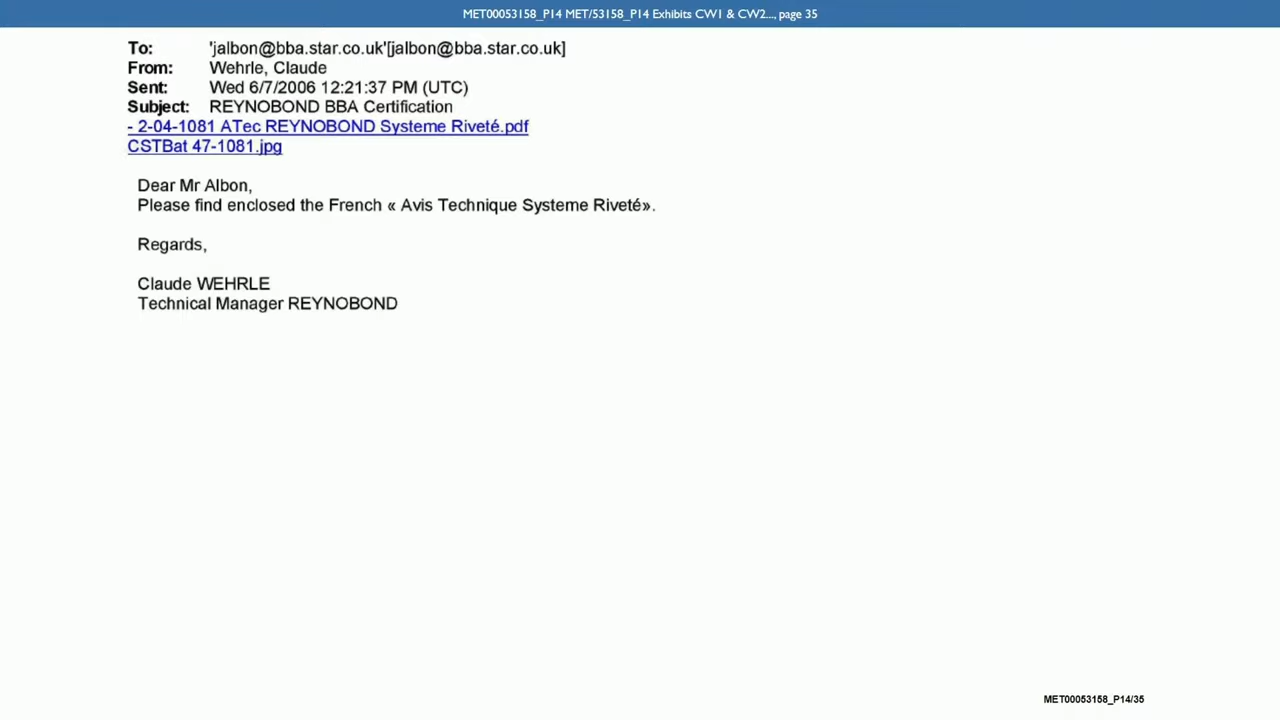 MET00053158_P14 MET/53158_P14 Exhibits CW1 & CW2..., page 35
To: 'jalbon@bba.star.co.uk'[jalbon@bba.star.co.uk]
From: Wehrle, Claude
Sent: Wed 6/7/2006 12:21:37 PM (UTC)
Subject: REYNOBOND BBA Certification
- 2-04-1081 ATec REYNOBOND Systeme Riveté.pdf
CSTBat 47-1081.jpg
Dear Mr Albon,
Please find enclosed the French « Avis Technique Systeme Riveté».
Regards,
Claude WEHRLE
Technical Manager REYNOBOND
MET00053158_P14/35